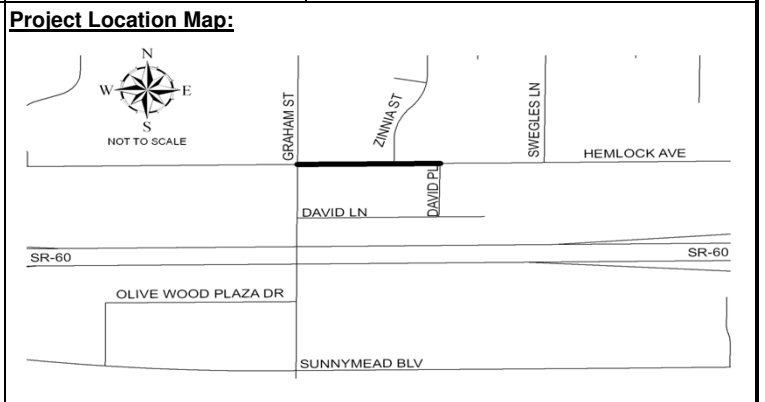 Project Location Map:
N
W E
S
NOT TO SCALE
GRAHAM ST
ZINNIA ST
SWEGLES LN
HEMLOCK AVE
DAVID PL
DAVID LN
SR-60
SR-60
OLIVE WOOD PLAZA DR
SUNNYMEAD BLV